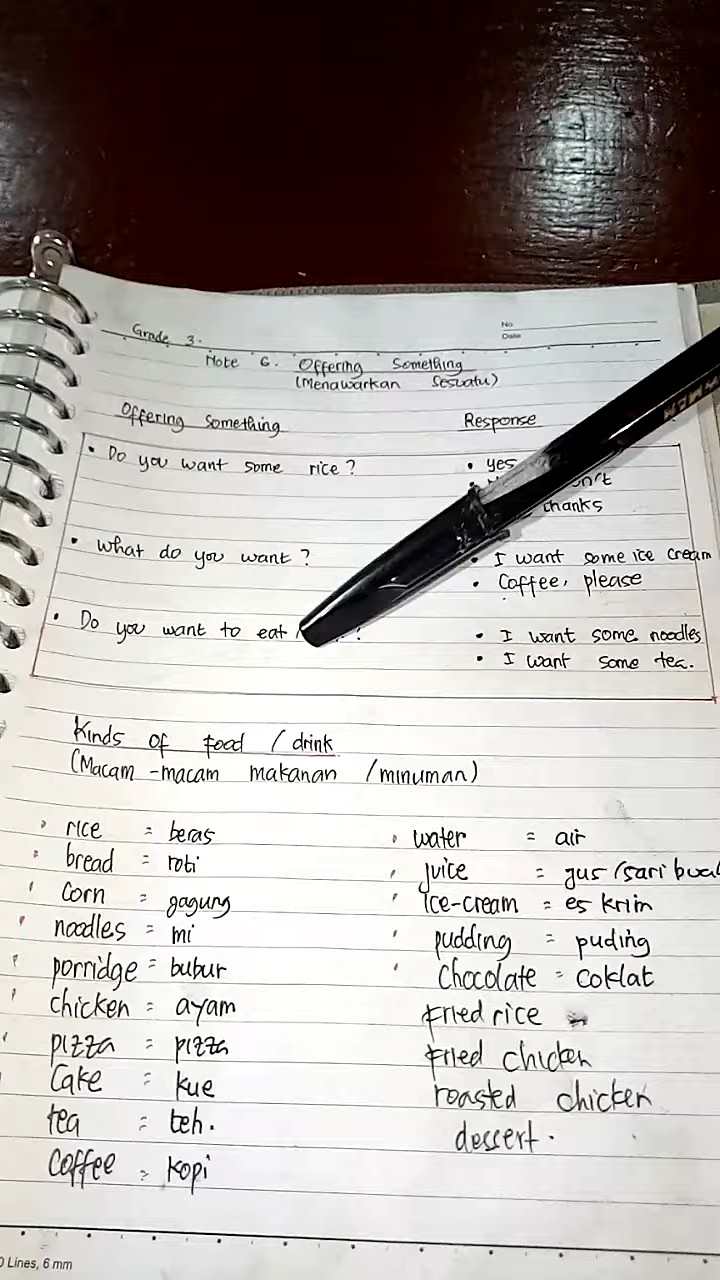 No
Date
Grade 3.
Note 6. Offering Something
(Menawarkan Sesuatu)
Offering Something Response
• Do you want some rice? • yes
thanks
• What do you want? • I want some ice cream
• Coffee, please
• Do you want to eat ? • I want some noodles
• I want some tea.
Kinds of food / drink
(Macam-macam makanan / minuman)
rice = beras water = air
bread = roti juice = jus / sari
corn = gagung ice-cream = es krim
noodles = mi pudding = puding
porridge = bubur chocolate = coklat
chicken = ayam fried rice
pizza = pizza fried chicken
cake = kue roasted chicken
tea = teh. dessert.
coffee = kopi
Lines, 6 mm